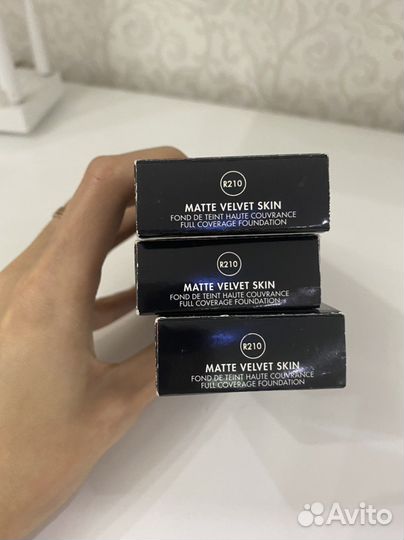 R210
MATTE VELVET SKIN
FOND DE TEINT HAUTE COUVRANCE
FULL COVERAGE FOUNDATION
R210
MATTE VELVET SKIN
FOND DE TEINT HAUTE COUVRANCE
FULL COVERAGE FOUNDATION
R210
MATTE VELVET SKIN
FOND DE TEINT HAUTE COUVRANCE
FULL COVERAGE FOUNDATION
Avito